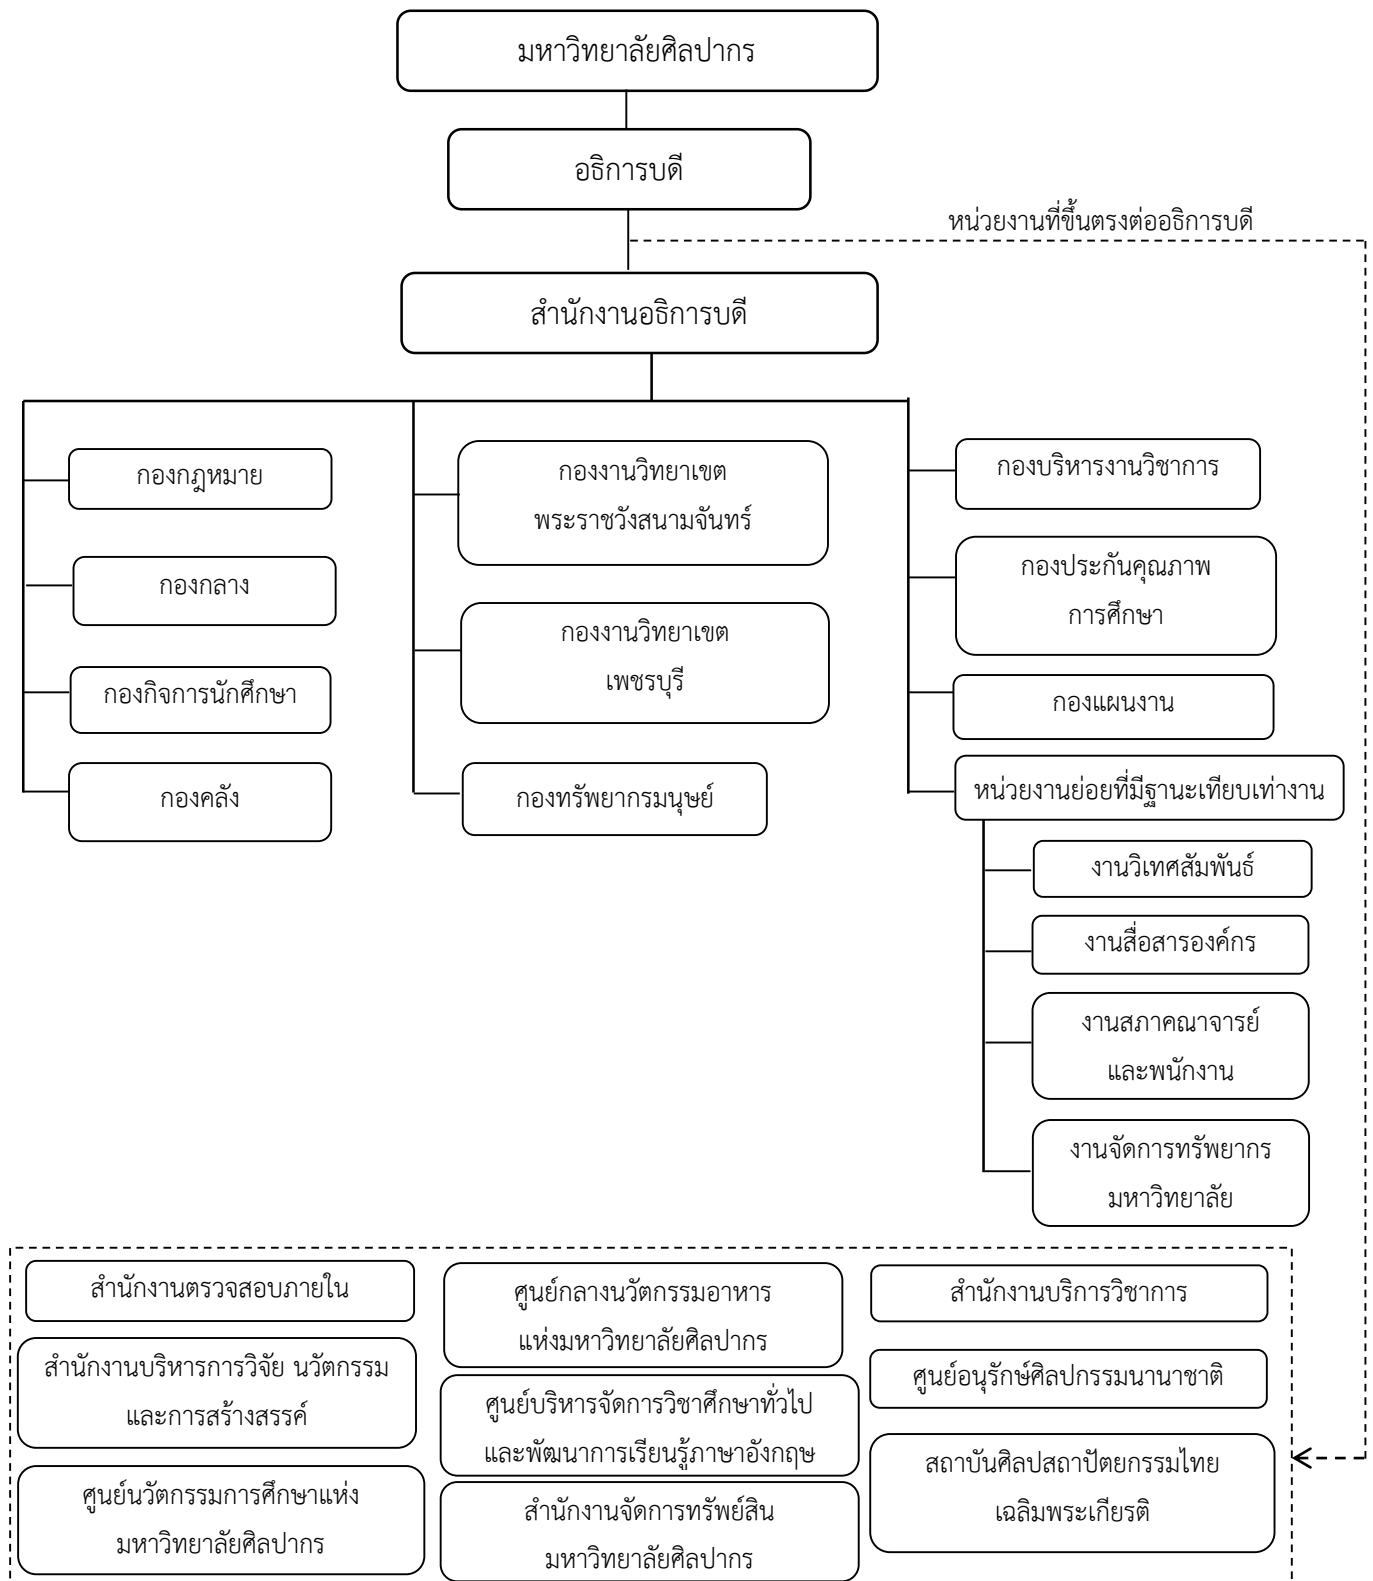 มหาวิทยาลัยศิลปากร
อธิการบดี
หน่วยงานที่ขึ้นตรงต่ออธิการบดี
สำนักงานอธิการบดี
กองกฎหมาย
กองกลาง
กองกิจการนักศึกษา
กองคลัง
กองงานวิทยาเขต
พระราชวังสนามจันทร์
กองงานวิทยาเขต
เพชรบุรี
กองทรัพยากรมนุษย์
กองบริหารงานวิชาการ
กองประกันคุณภาพ
การศึกษา
กองแผนงาน
หน่วยงานย่อยที่มีฐานะเทียบเท่างาน
งานวิเทศสัมพันธ์
งานสื่อสารองค์กร
งานสภาคณาจารย์
และพนักงาน
งานจัดการทรัพยากร
มหาวิทยาลัย
สำนักงานตรวจสอบภายใน
สำนักงานบริหารการวิจัย นวัตกรรม
และการสร้างสรรค์
ศูนย์นวัตกรรมการศึกษาแห่ง
มหาวิทยาลัยศิลปากร
ศูนย์กลางนวัตกรรมอาหาร
แห่งมหาวิทยาลัยศิลปากร
ศูนย์บริหารจัดการวิชาศึกษาทั่วไป
และพัฒนาการเรียนรู้ภาษาอังกฤษ
สำนักงานจัดการทรัพย์สิน
มหาวิทยาลัยศิลปากร
สำนักงานบริการวิชาการ
ศูนย์อนุรักษ์ศิลปกรรมนานาชาติ
สถาบันศิลปสถาปัตยกรรมไทย
เฉลิมพระเกียรติ